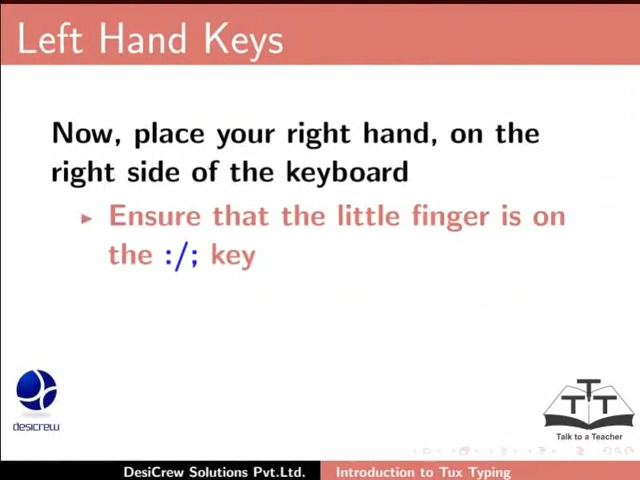 Left Hand Keys
Now, place your right hand, on the
right side of the keyboard
Ensure that the little finger is on
the :/; key
desicrew
T
T T
Talk to a Teacher
DesiCrew Solutions Pvt.Ltd. Introduction to Tux Typing